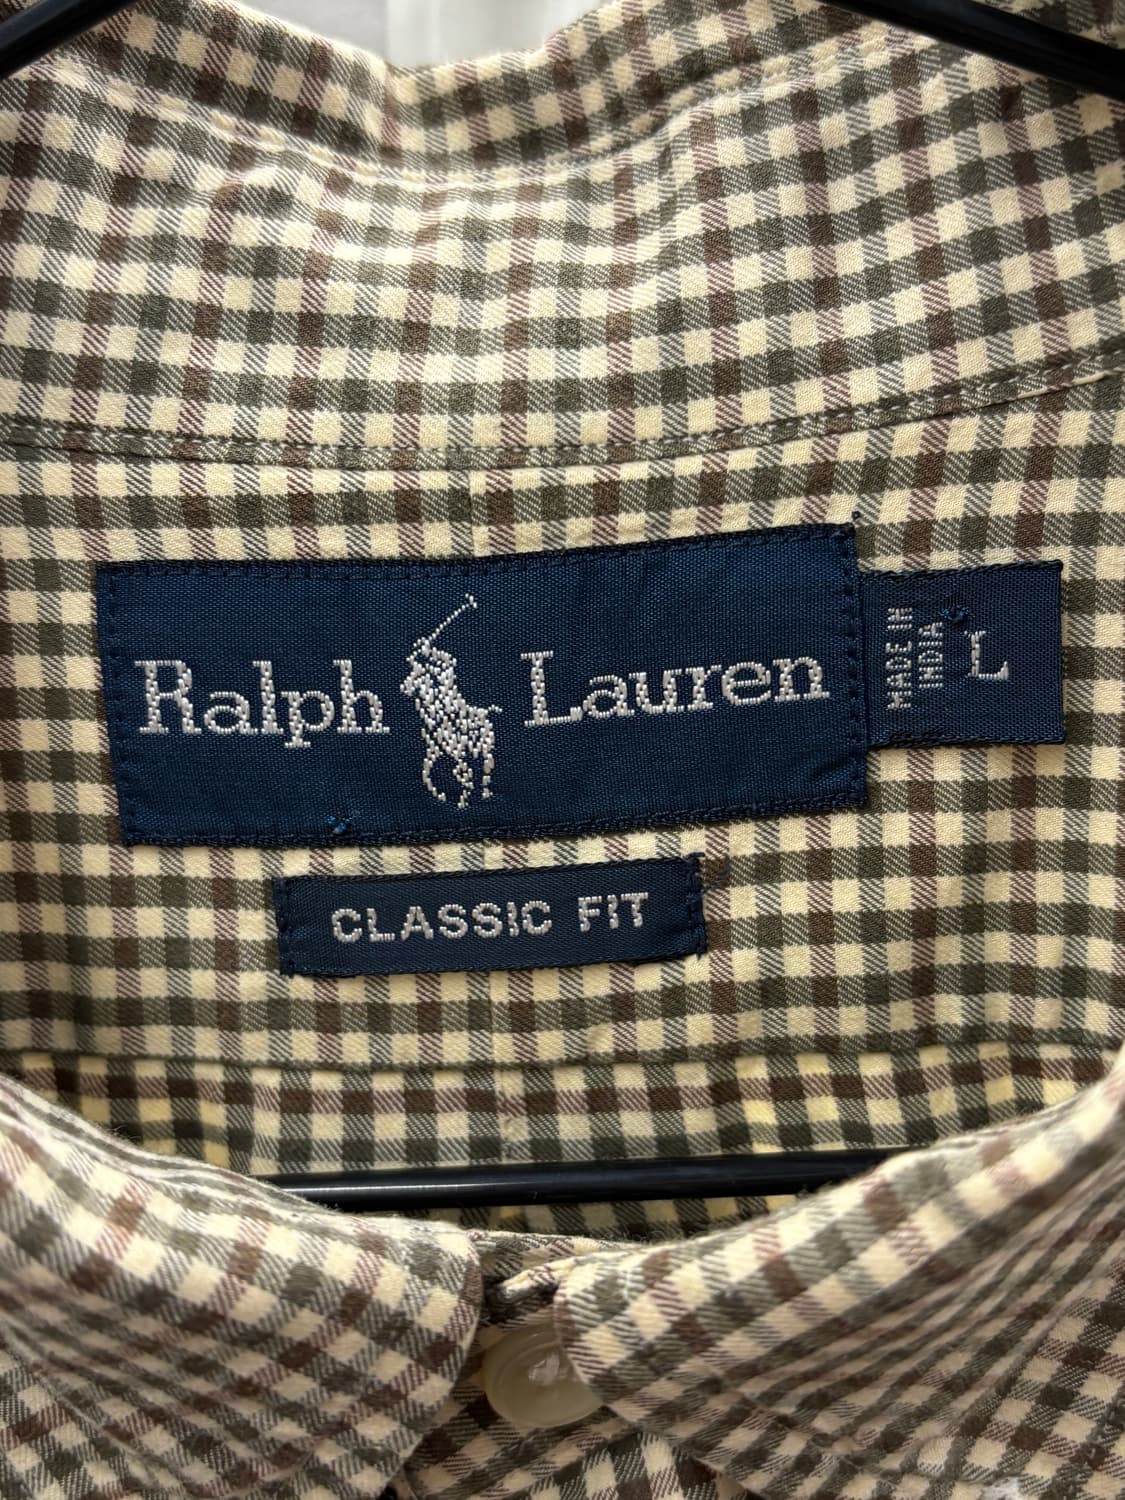 Ralph Lauren
MADE IN
INDIA
L
CLASSIC FIT